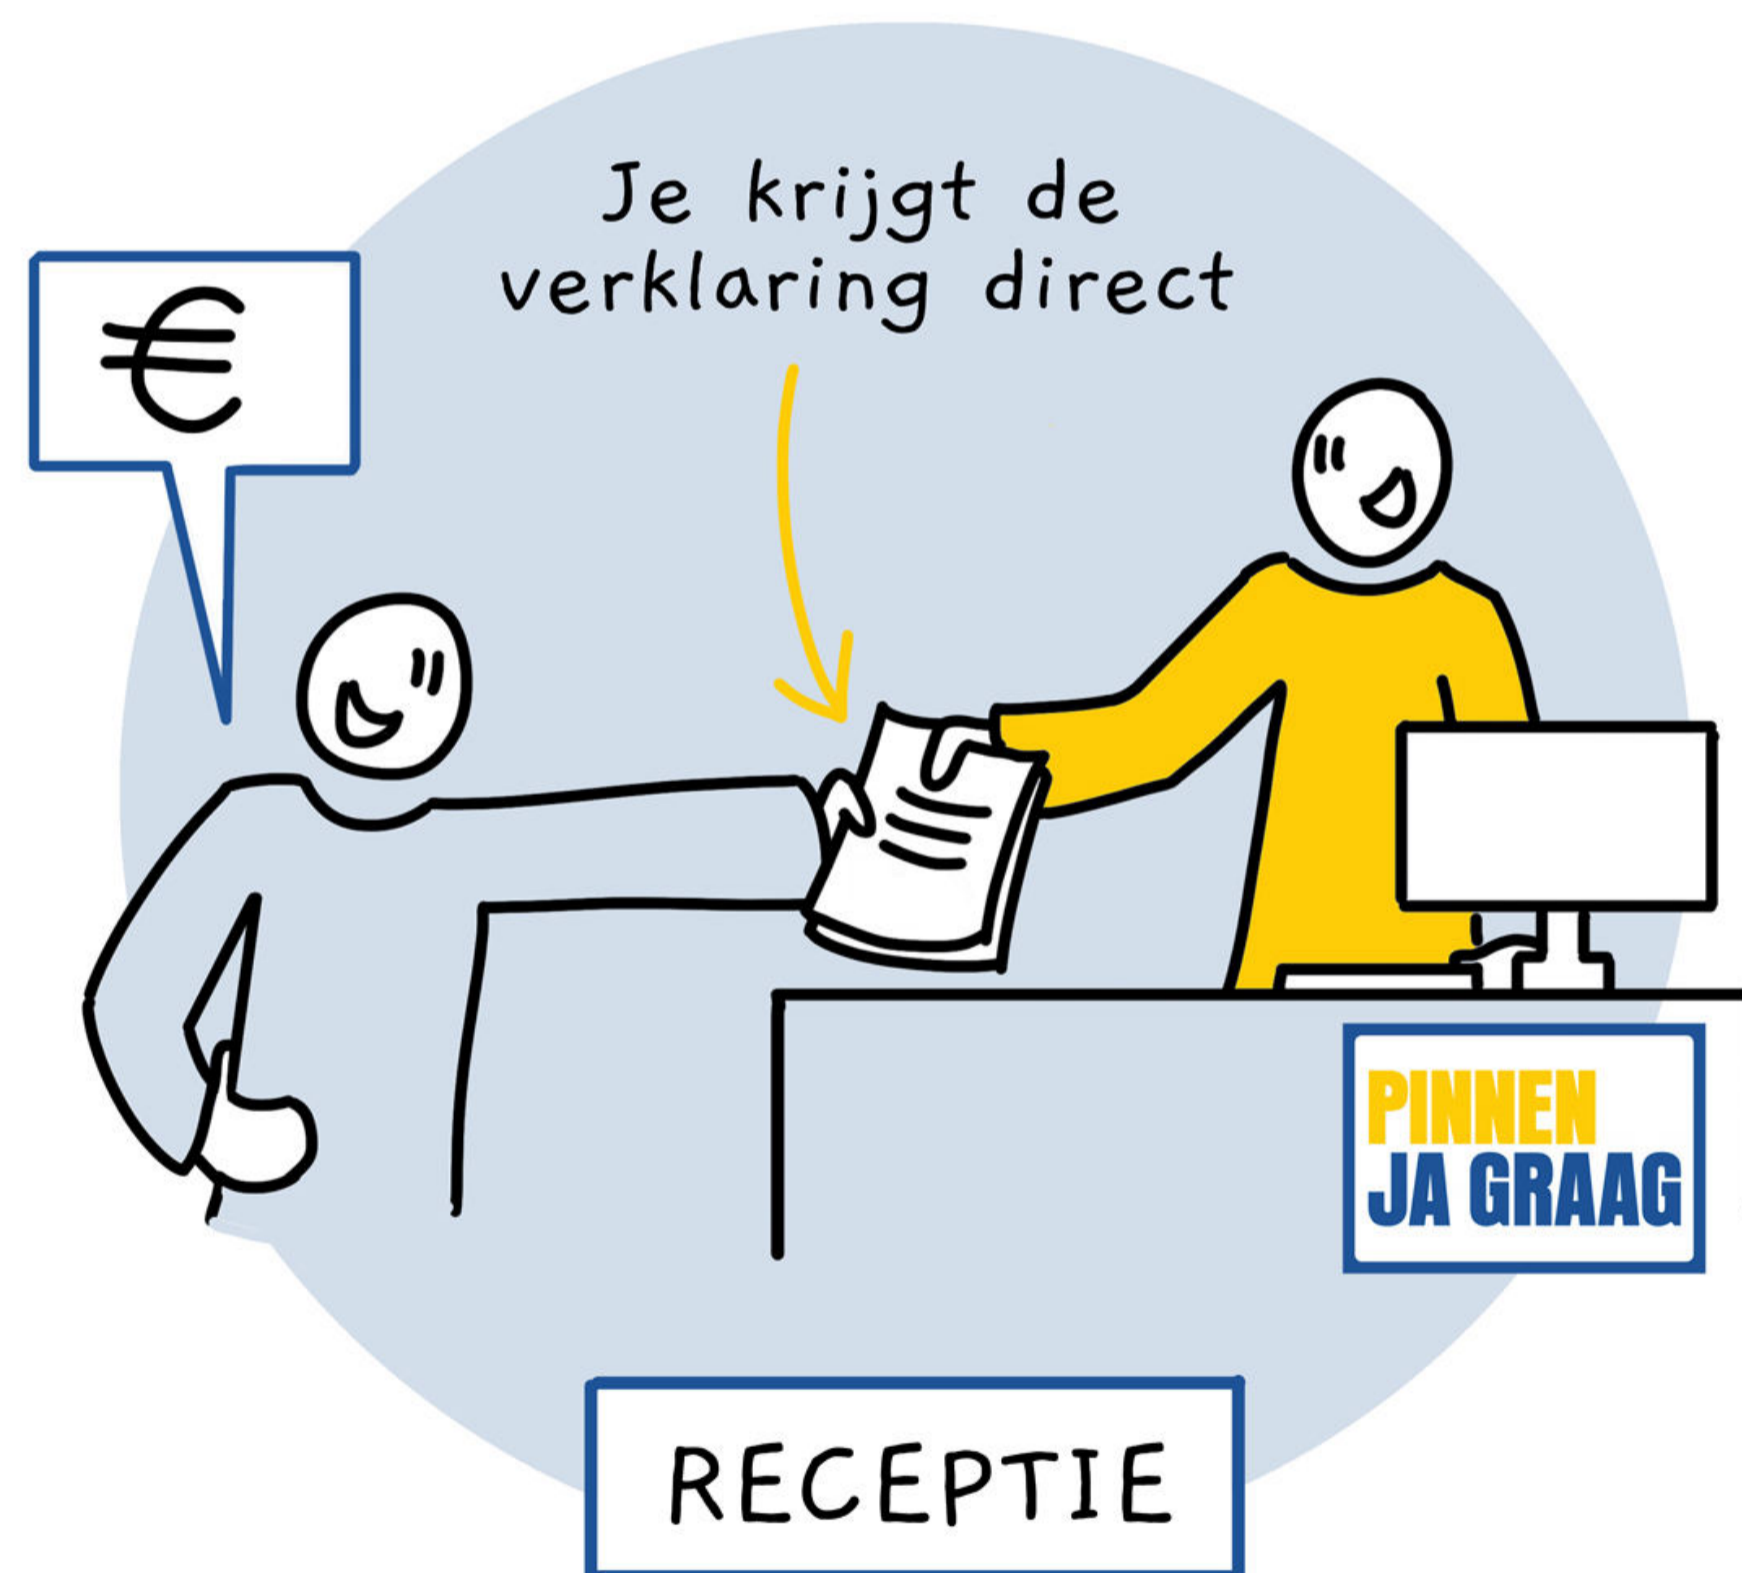 Je krijgt de
verklaring direct
€
PINNEN
JA GRAAG
RECEPTIE